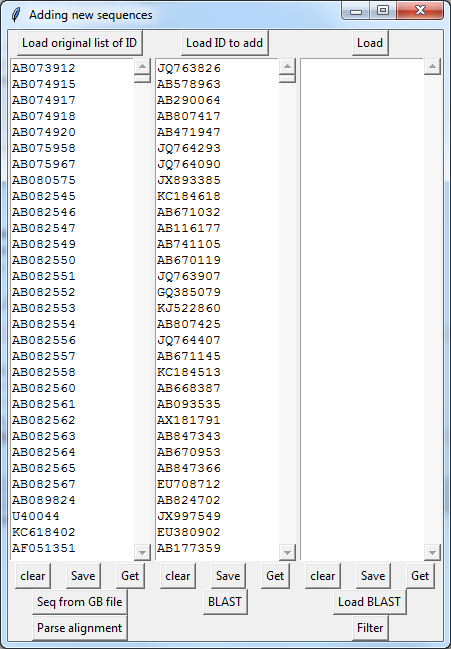 Adding new sequences
Load original list of ID Load ID to add Load
AB073912 JQ763826
AB074915 AB578963
AB074917 AB290064
AB074918 AB807417
AB074920 AB471947
AB075958 JQ764293
AB075967 JQ764090
AB080575 JX893385
AB082545 KC184618
AB082546 AB671032
AB082547 AB116177
AB082549 AB741105
AB082550 AB670119
AB082551 JQ763907
AB082552 GQ385079
AB082553 KJ522860
AB082554 AB807425
AB082556 JQ764407
AB082557 AB671145
AB082558 KC184513
AB082560 AB668387
AB082561 AB093535
AB082562 AX181791
AB082563 AB847343
AB082564 AB670953
AB082565 AB847366
AB082567 EU708712
AB089824 AB824702
U40044 JX997549
KC618402 EU380902
AF051351 AB177359
clear Save Get clear Save Get clear Save Get
Seq from GB file BLAST Load BLAST
Parse alignment Filter